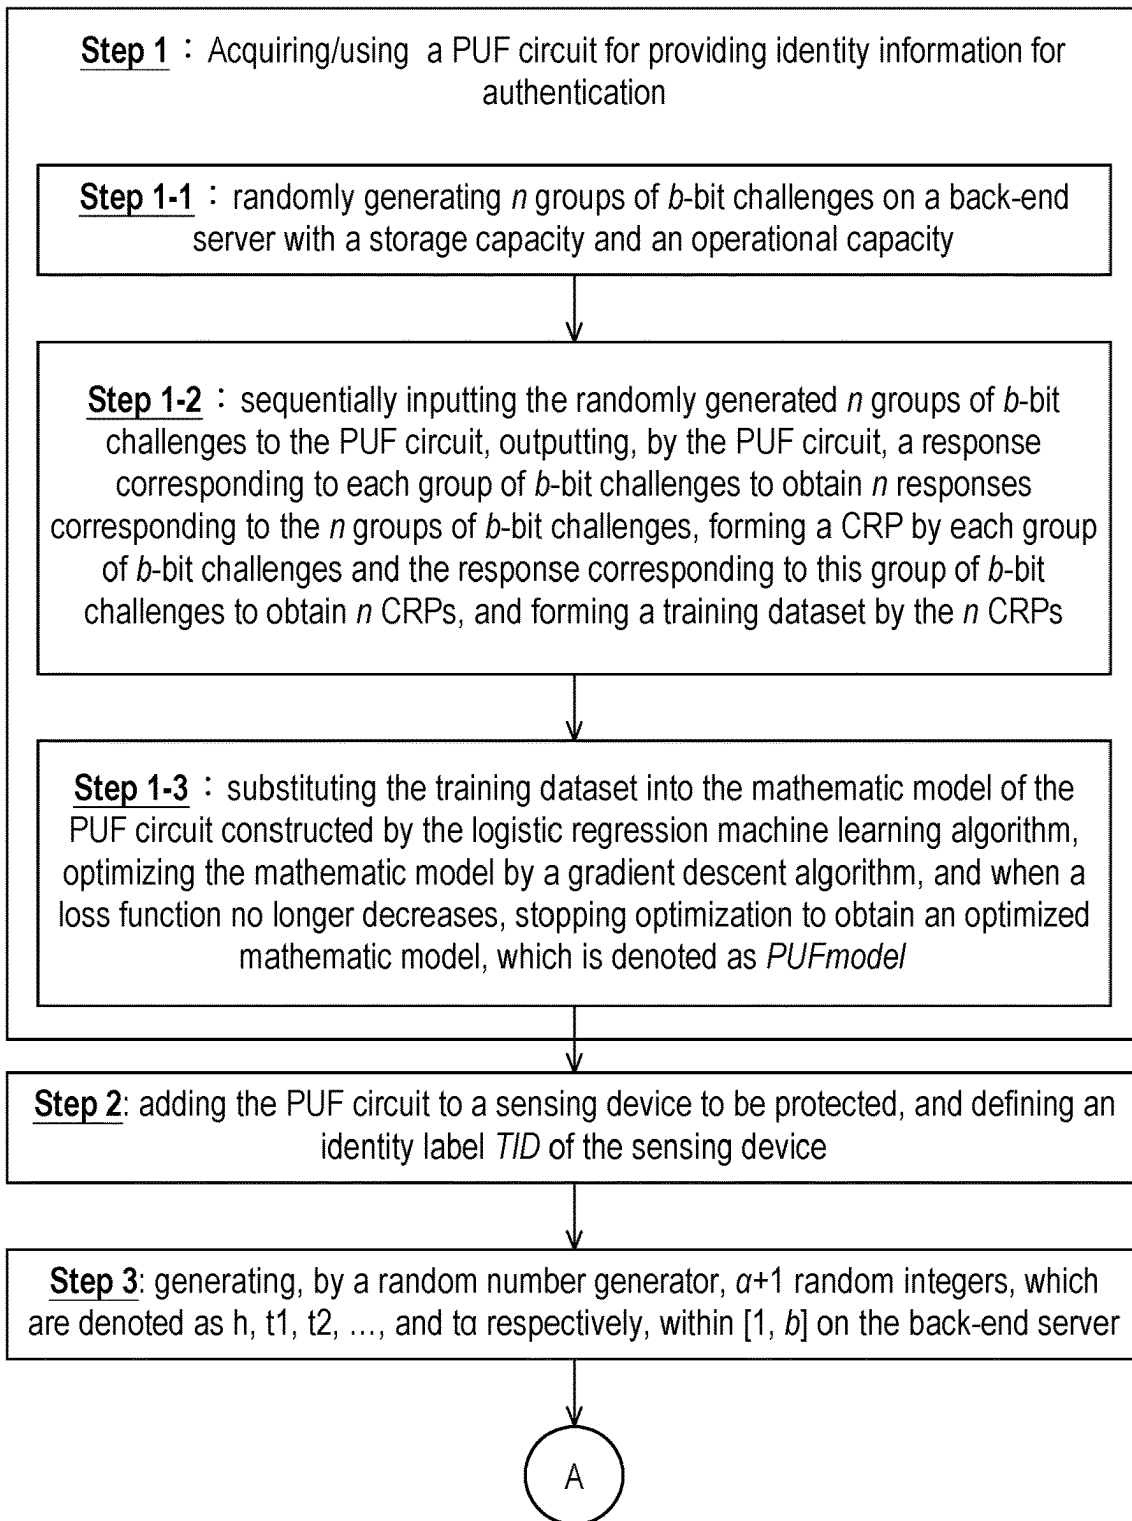 Step 1 : Acquiring/using a PUF circuit for providing identity information for
authentication
Step 1-1 : randomly generating n groups of b-bit challenges on a back-end
server with a storage capacity and an operational capacity
Step 1-2 : sequentially inputting the randomly generated n groups of b-bit
challenges to the PUF circuit, outputting, by the PUF circuit, a response
corresponding to each group of b-bit challenges to obtain n responses
corresponding to the n groups of b-bit challenges, forming a CRP by each group
of b-bit challenges and the response corresponding to this group of b-bit
challenges to obtain n CRPs, and forming a training dataset by the n CRPs
Step 1-3 : substituting the training dataset into the mathematic model of the
PUF circuit constructed by the logistic regression machine learning algorithm,
optimizing the mathematic model by a gradient descent algorithm, and when a
loss function no longer decreases, stopping optimization to obtain an optimized
mathematic model, which is denoted as PUFmodel
Step 2: adding the PUF circuit to a sensing device to be protected, and defining an
identity label TID of the sensing device
Step 3: generating, by a random number generator, α+1 random integers, which
are denoted as h, t1, t2, ..., and tα respectively, within [1, b] on the back-end server
A